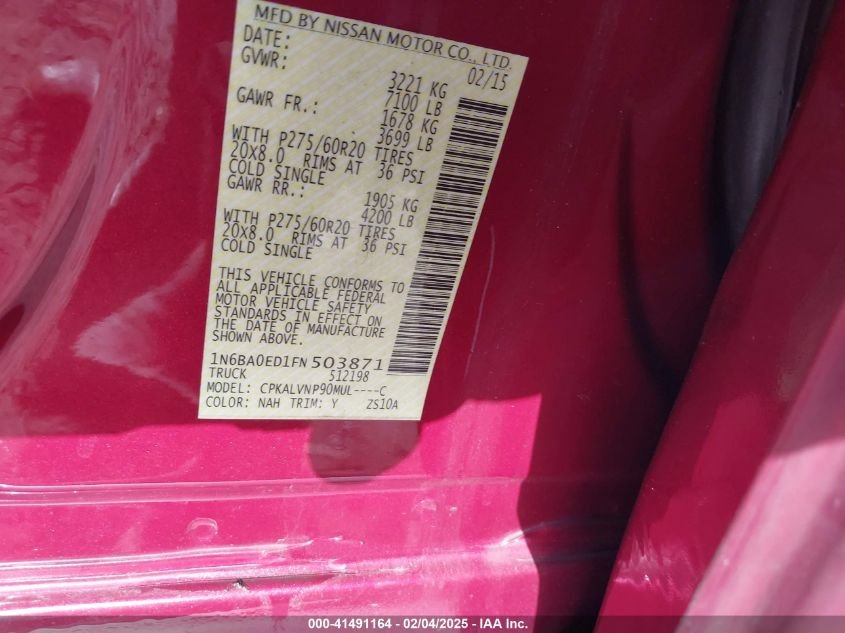 MFD BY NISSAN MOTOR CO., LTD.
DATE: 02/15
GVWR: 3221 KG
7100 LB
GAWR FR.: 1678 KG
3699 LB
WITH P275/60R20 TIRES
20X8.0 RIMS AT 36 PSI
COLD SINGLE
GAWR RR.: 1905 KG
4200 LB
WITH P275/60R20 TIRES
20X8.0 RIMS AT 36 PSI
COLD SINGLE
THIS VEHICLE CONFORMS TO
ALL APPLICABLE FEDERAL
MOTOR VEHICLE SAFETY
STANDARDS IN EFFECT ON
THE DATE OF MANUFACTURE
SHOWN ABOVE.
1N6BA0ED1FN 503871
TRUCK 512198
MODEL: CPKALVNP90MUL----C
COLOR: NAH TRIM: Y ZS10A
000-41491164 - 02/04/2025 - IAA Inc.